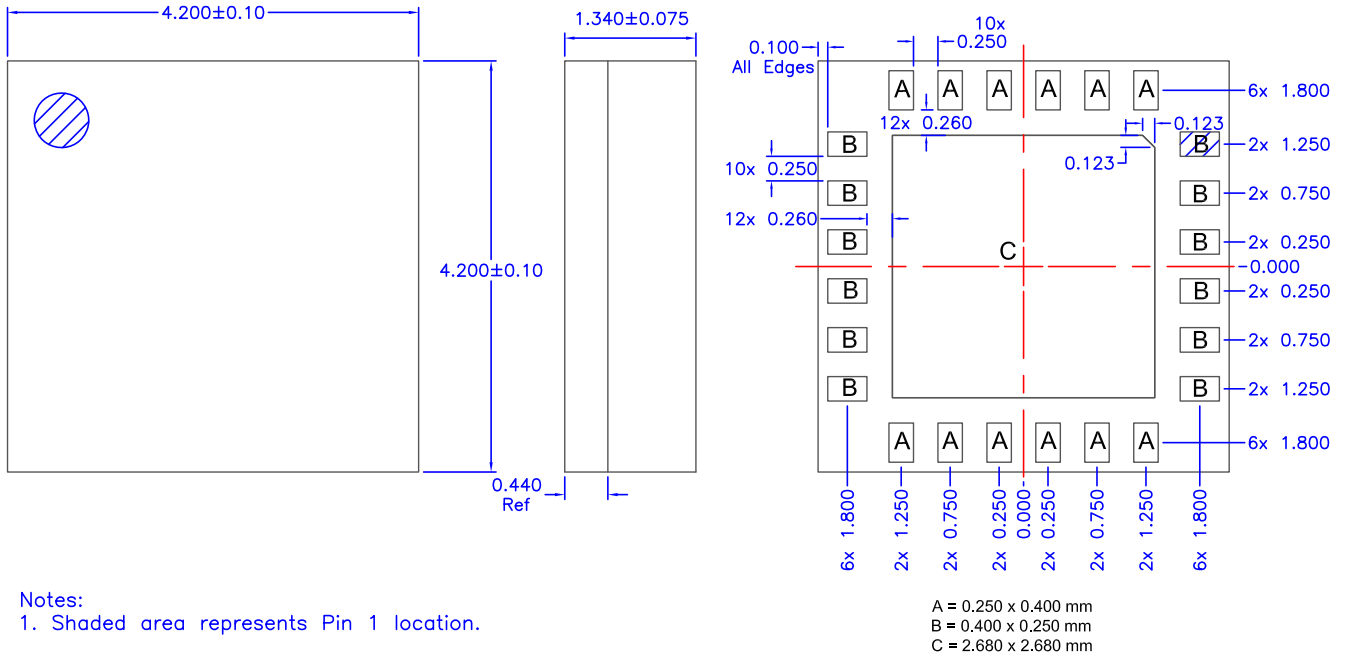 4.200±0.10
1.340±0.075
4.200±0.10
0.440
Ref
10x
0.250
0.100
All Edges
A A A A A A
6x 1.800
12x 0.260
0.123
0.123
B
B
2x 1.250
10x 0.250
B
B
2x 0.750
12x 0.260
B
B
2x 0.250
C
0.000
B
B
2x 0.250
B
B
2x 0.750
B
B
2x 1.250
A A A A A A
6x 1.800
6x 1.800
2x 1.250
2x 0.750
2x 0.250
0.000
2x 0.250
2x 0.750
2x 1.250
6x 1.800
Notes:
1. Shaded area represents Pin 1 location.
A = 0.250 x 0.400 mm
B = 0.400 x 0.250 mm
C = 2.680 x 2.680 mm